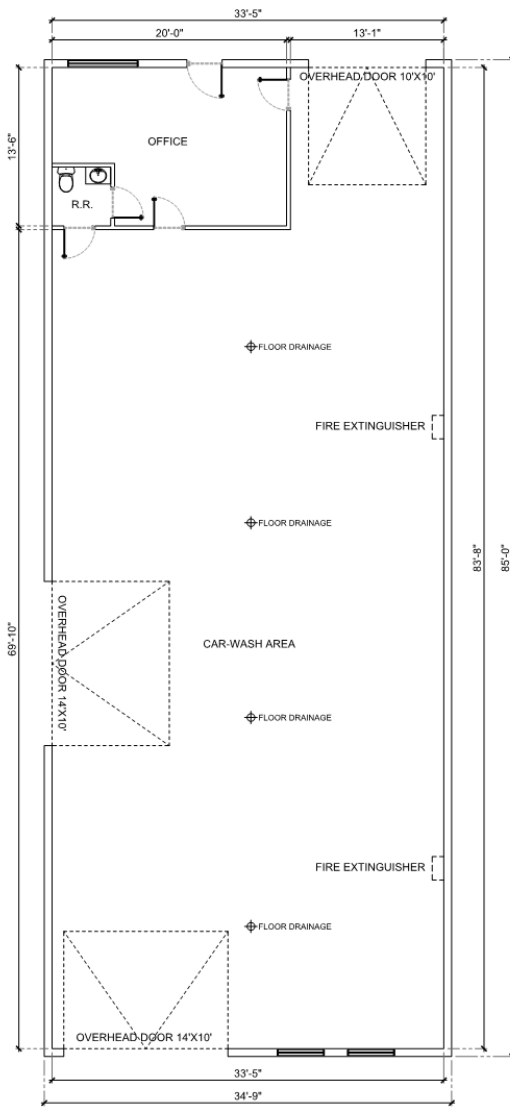 33'-5"
20'-0"
13'-1"
OVERHEAD DOOR 10'X10'
13'-6"
OFFICE
R.R.
FLOOR DRAINAGE
FIRE EXTINGUISHER
FLOOR DRAINAGE
83'-8"
85'-0"
OVERHEAD DOOR 14'X10'
69'-10"
CAR-WASH AREA
FLOOR DRAINAGE
FIRE EXTINGUISHER
FLOOR DRAINAGE
OVERHEAD DOOR 14'X10'
33'-5"
34'-9"